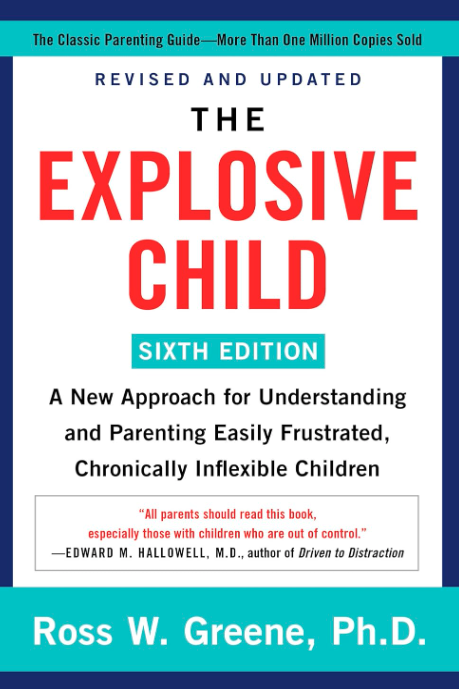 The Classic Parenting Guide—More Than One Million Copies Sold
REVISED AND UPDATED
THE
EXPLOSIVE
CHILD
SIXTH EDITION
A New Approach for Understanding
and Parenting Easily Frustrated,
Chronically Inflexible Children
“All parents should read this book,
especially those with children who are out of control.”
—EDWARD M. HALLOWELL, M.D., author of Driven to Distraction
Ross W. Greene, Ph.D.